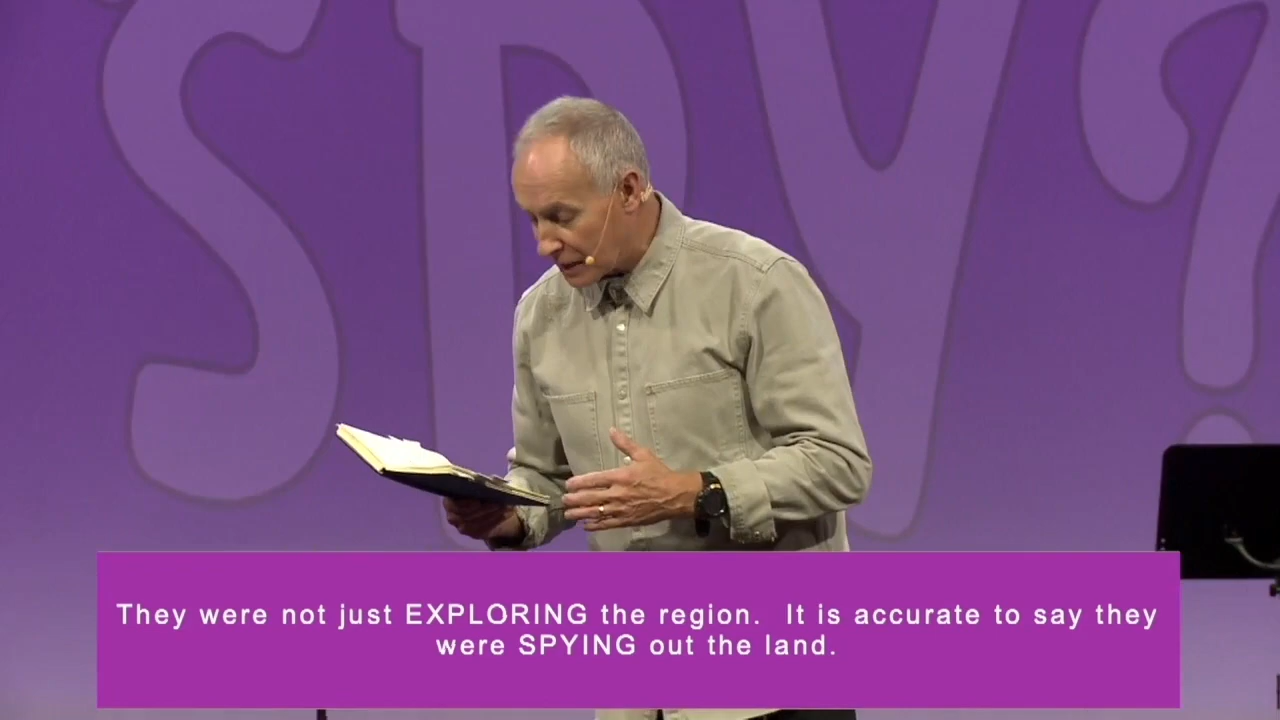 SPY?
They were not just EXPLORING the region.  It is accurate to say they
were SPYING out the land.